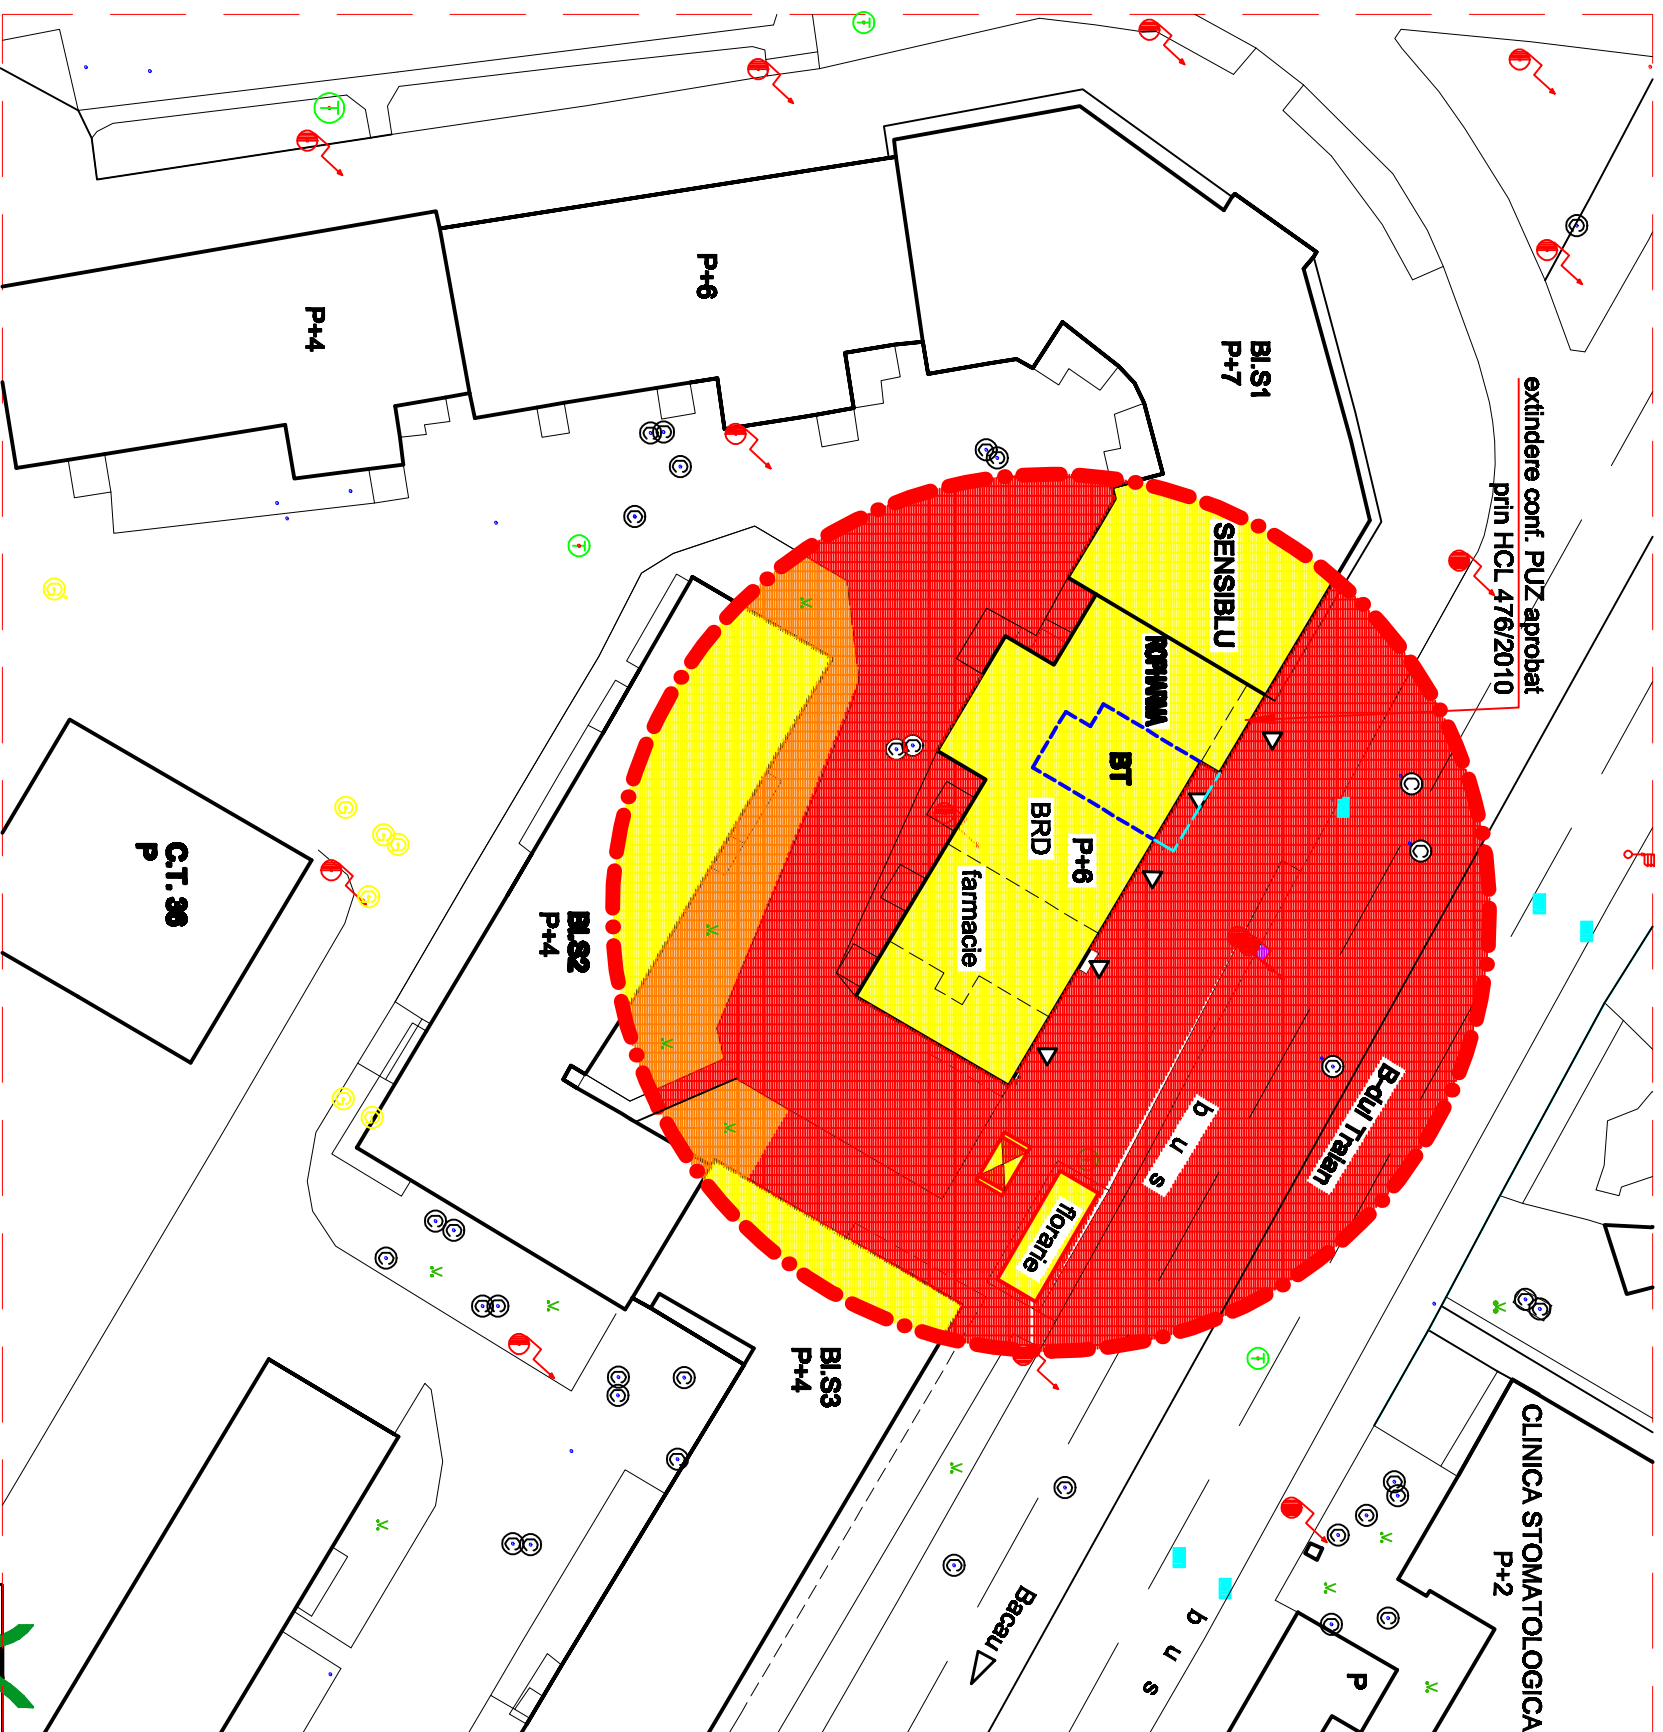 extindere conf. PUZ aprobat
prin HCL 476/2010
Bl.S1
P+7
P+6
P+4
SENSIBLU
ROPHARMA
BT
P+6
BRD
farmacie
florarie
B-dul Traian
b u s
Bl.S2
P+4
C.T. 36
P
Bl.S3
P+4
Bacau
b u s
CLINICA STOMATOLOGICA
P+2
P